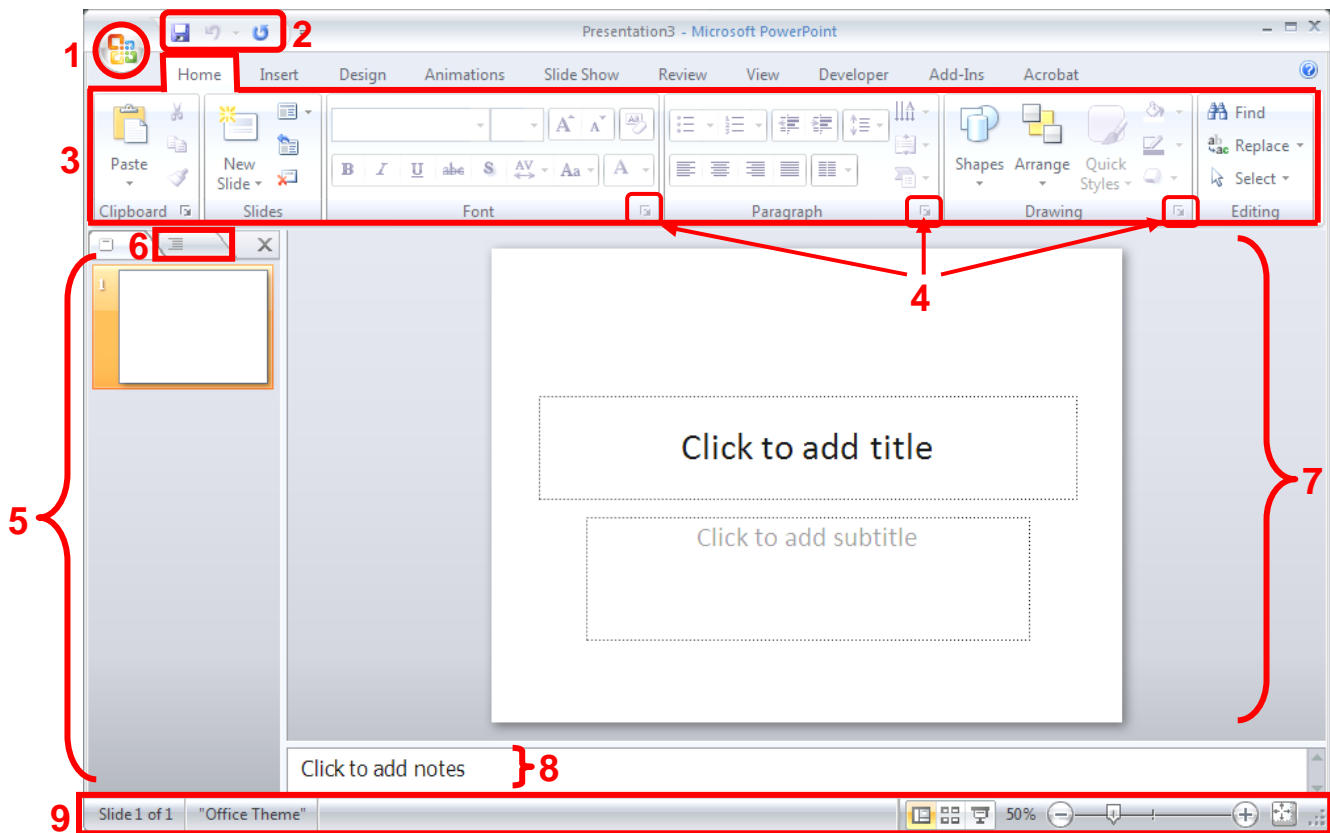 Presentation3 - Microsoft PowerPoint
1
2
Home Insert Design Animations Slide Show Review View Developer Add-Ins Acrobat
3
Paste
New Slide
B I U abc S AV Aa A
A A
Shapes Arrange Quick Styles
Find
Replace
Select
Clipboard Slides Font Paragraph Drawing Editing
4
5
6
1
Click to add title
Click to add subtitle
7
Click to add notes
8
9
Slide 1 of 1 "Office Theme" 50%